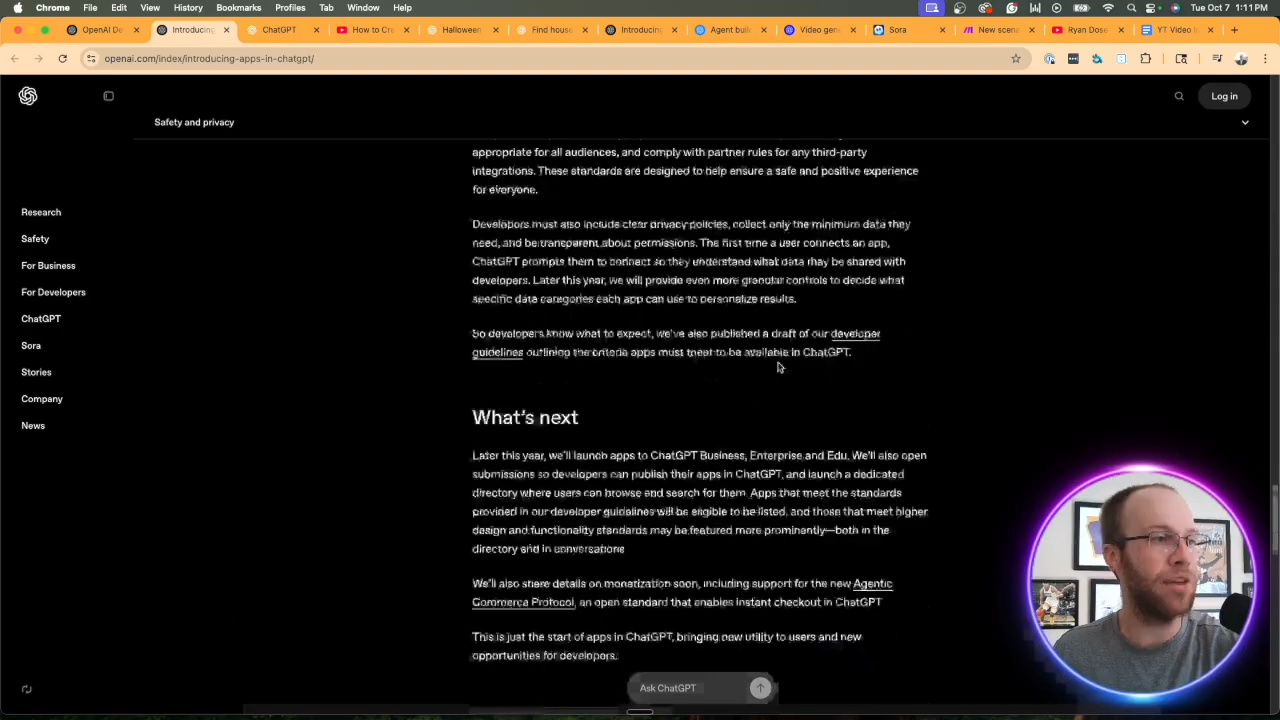 Chrome File Edit View History Bookmarks Profiles Tab Window Help Tue Oct 7 1:11 PM
OpenAI De Introducing ChatGPT How to Cre Halloween Find house Introducing Agent buil Video gene Sora New scena Ryan Dose YT Video I
openai.com/index/introducing-apps-in-chatgpt/
Log in
Safety and privacy
Research
Safety
For Business
For Developers
ChatGPT
Sora
Stories
Company
News
appropriate for all audiences, and comply with partner rules for any third-party
integrations. These standards are designed to help ensure a safe and positive experience
for everyone.
Developers must also include clear privacy policies, collect only the minimum data they
need, and be transparent about permissions. The first time a user connects an app,
ChatGPT prompts them to connect so they understand what data may be shared with
developers. Later this year, we will provide even more granular controls to decide what
specific data categories each app can use to personalize results.
So developers know what to expect, we've also published a draft of our developer
guidelines outlining the criteria apps must meet to be available in ChatGPT.
What's next
Later this year, we'll launch apps to ChatGPT Business, Enterprise and Edu. We'll also open
submissions so developers can publish their apps in ChatGPT, and launch a dedicated
directory where users can browse and search for them. Apps that meet the standards
provided in our developer guidelines will be eligible to be listed, and those that meet higher
design and functionality standards may be featured more prominently—both in the
directory and in conversations
We'll also share details on monetization soon, including support for the new Agentic
Commerce Protocol, an open standard that enables instant checkout in ChatGPT
This is just the start of apps in ChatGPT, bringing new utility to users and new
opportunities for developers.
Ask ChatGPT